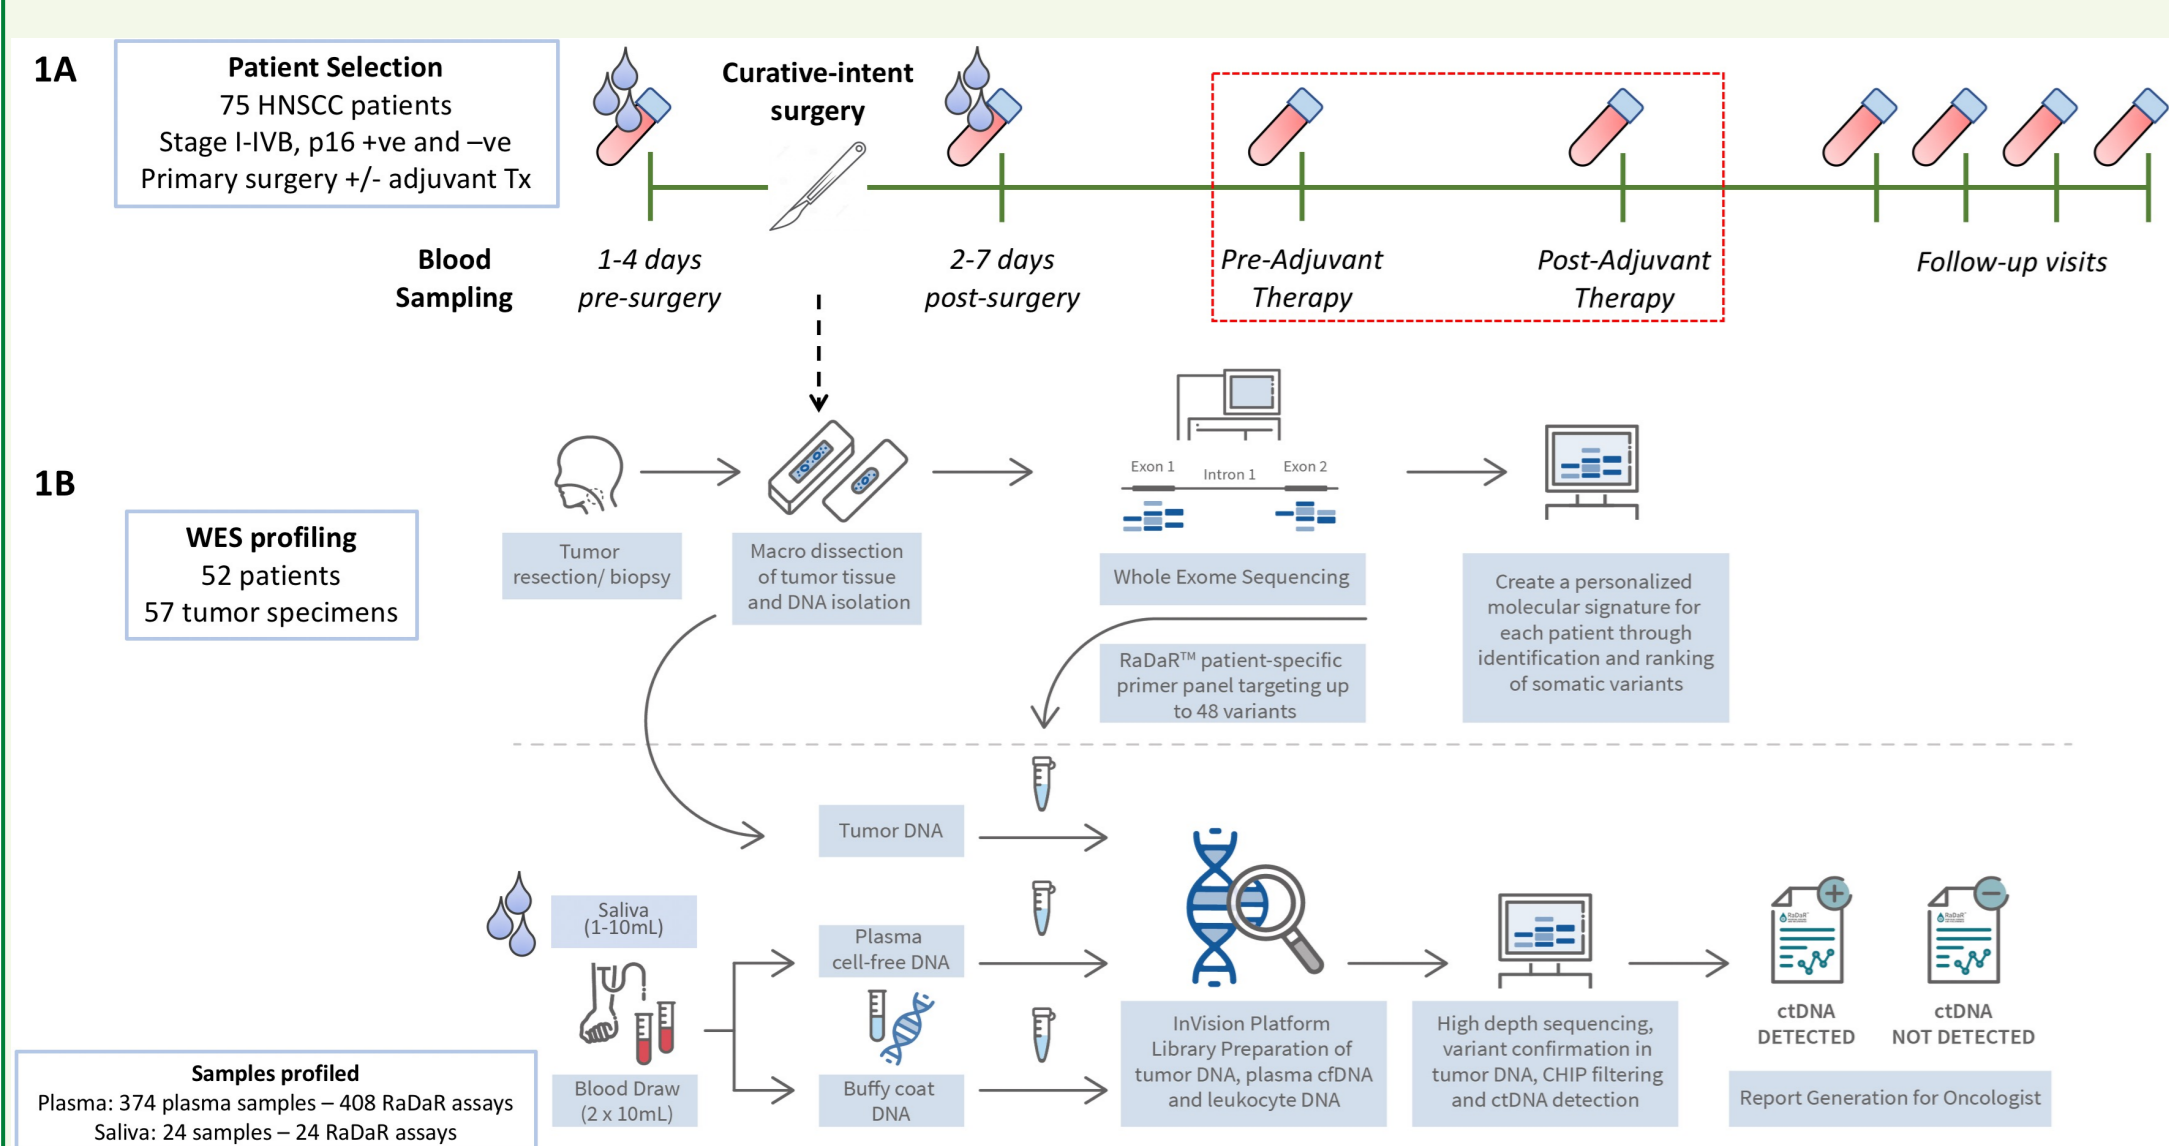 1A
Patient Selection
75 HNSCC patients
Stage I-IVB, p16 +ve and –ve
Primary surgery +/- adjuvant Tx
Curative-intent
surgery
Blood
Sampling
1-4 days
pre-surgery
2-7 days
post-surgery
Pre-Adjuvant
Therapy
Post-Adjuvant
Therapy
Follow-up visits
1B
WES profiling
52 patients
57 tumor specimens
Tumor
resection/ biopsy
Macro dissection
of tumor tissue
and DNA isolation
Exon 1
Intron 1
Exon 2
Whole Exome Sequencing
RaDaR™ patient-specific
primer panel targeting up
to 48 variants
Create a personalized
molecular signature for
each patient through
identification and ranking
of somatic variants
Tumor DNA
Saliva
(1-10mL)
Plasma
cell-free DNA
Blood Draw
(2 x 10mL)
Buffy coat
DNA
InVision Platform
Library Preparation of
tumor DNA, plasma cfDNA
and leukocyte DNA
High depth sequencing,
variant confirmation in
tumor DNA, CHIP filtering
and ctDNA detection
RaDaR
RaDaR
ctDNA
DETECTED
ctDNA
NOT DETECTED
Report Generation for Oncologist
Samples profiled
Plasma: 374 plasma samples – 408 RaDaR assays
Saliva: 24 samples – 24 RaDaR assays